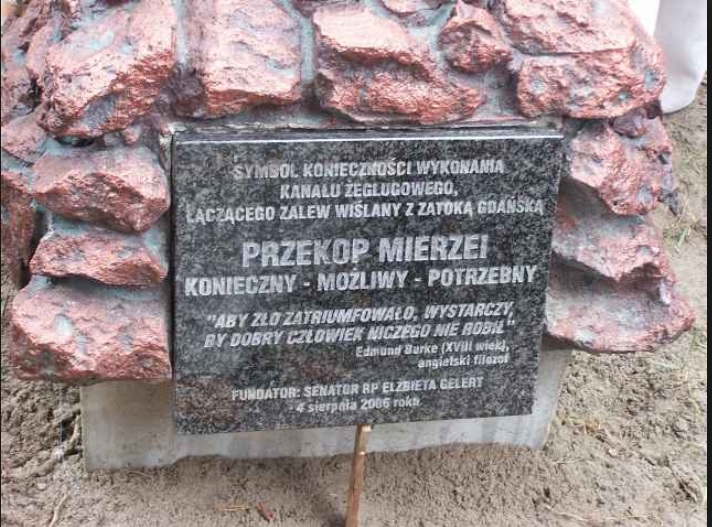 SYMBOL KONIECZNOŚCI WYKONANIA
KANAŁU ŻEGLUGOWEGO,
ŁĄCZĄCEGO ZALEW WIŚLANY Z ZATOKĄ GDAŃSKĄ
PRZEKOP MIERZEI
KONIECZNY - MOŻLIWY - POTRZEBNY
"ABY ZŁO ZATRIUMFOWAŁO, WYSTARCZY,
BY DOBRY CZŁOWIEK NICZEGO NIE ROBIŁ"
Edmund Burke (XVIII wiek),
angielski filozof
FUNDATOR: SENATOR RP ELŻBIETA GELERT
4 sierpnia 2006 roku